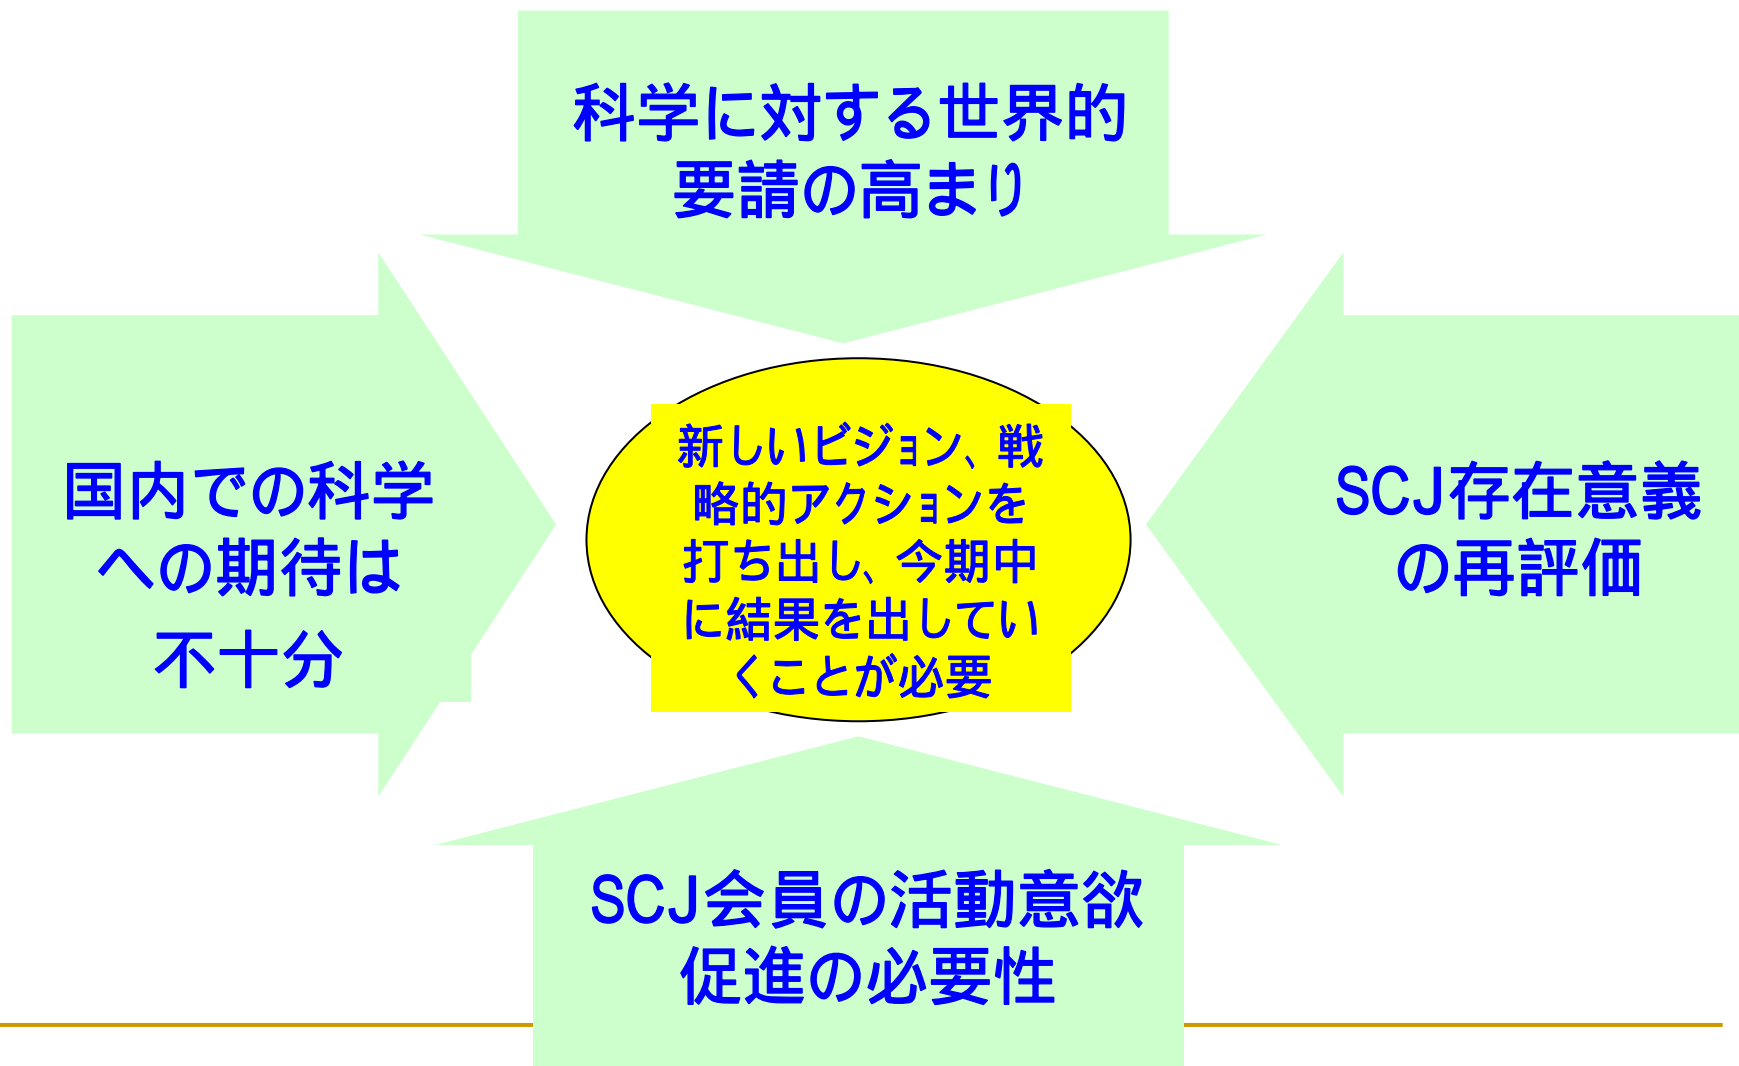 科学に対する世界的
要請の高まり
国内での科学
への期待は
不十分
新しいビジョン、戦
略的アクションを
打ち出し、今期中
に結果を出してい
くことが必要
SCJ存在意義
の再評価
SCJ会員の活動意欲
促進の必要性